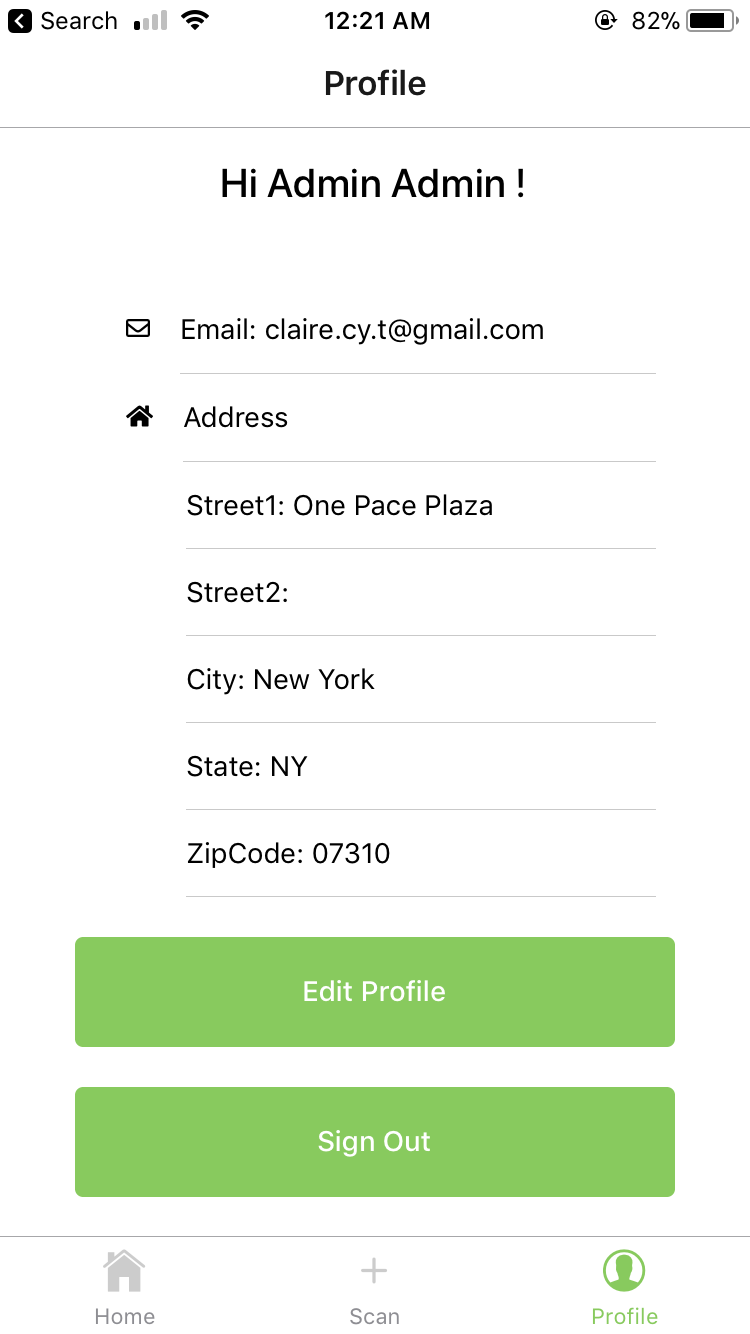 Search 12:21 AM 82%
Profile
Hi Admin Admin !
Email: claire.cy.t@gmail.com
Address
Street1: One Pace Plaza
Street2:
City: New York
State: NY
ZipCode: 07310
Edit Profile
Sign Out
Home Scan Profile